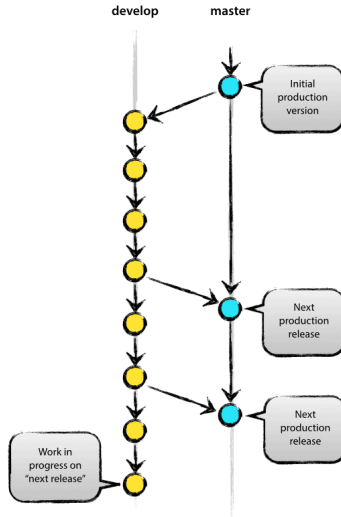 develop
master
Initial
production
version
Next
production
release
Next
production
release
Work in
progress on
“next release”